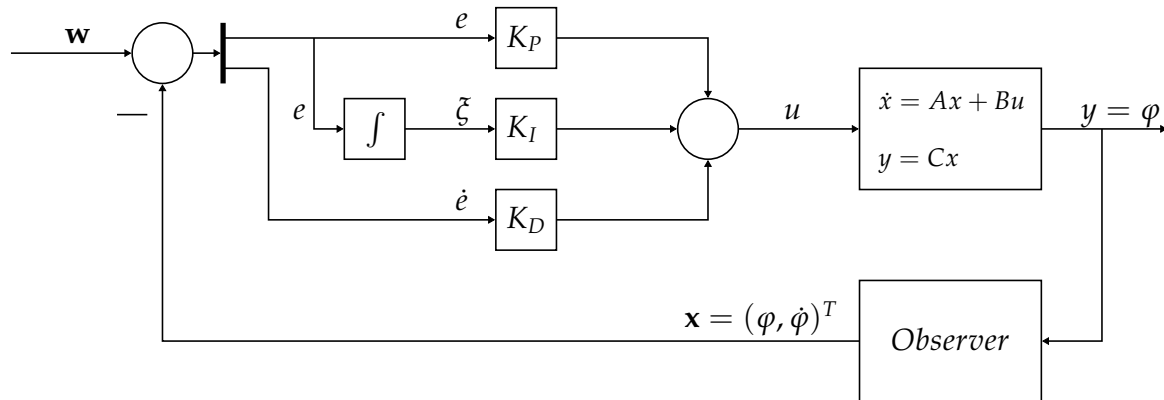 w
—
e
K_P
e
∫
ξ̃
K_I
ė
K_D
u
ẋ = Ax + Bu
y = Cx
y = φ
x = (φ, φ̇)^T
Observer